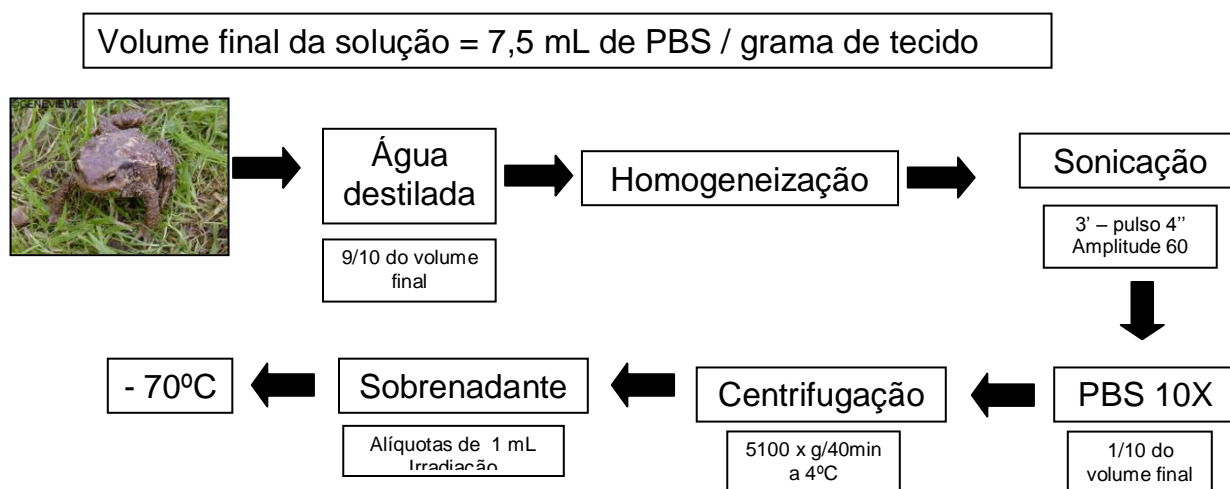 Volume final da solução = 7,5 mL de PBS / grama de tecido
©GENEVIEVE
Água
destilada
9/10 do volume
final
Homogeneização
Sonicação
3’ – pulso 4’’
Amplitude 60
PBS 10X
1/10 do
volume final
Centrifugação
5100 x g/40min
a 4ºC
Sobrenadante
Alíquotas de 1 mL
Irradiação
- 70ºC